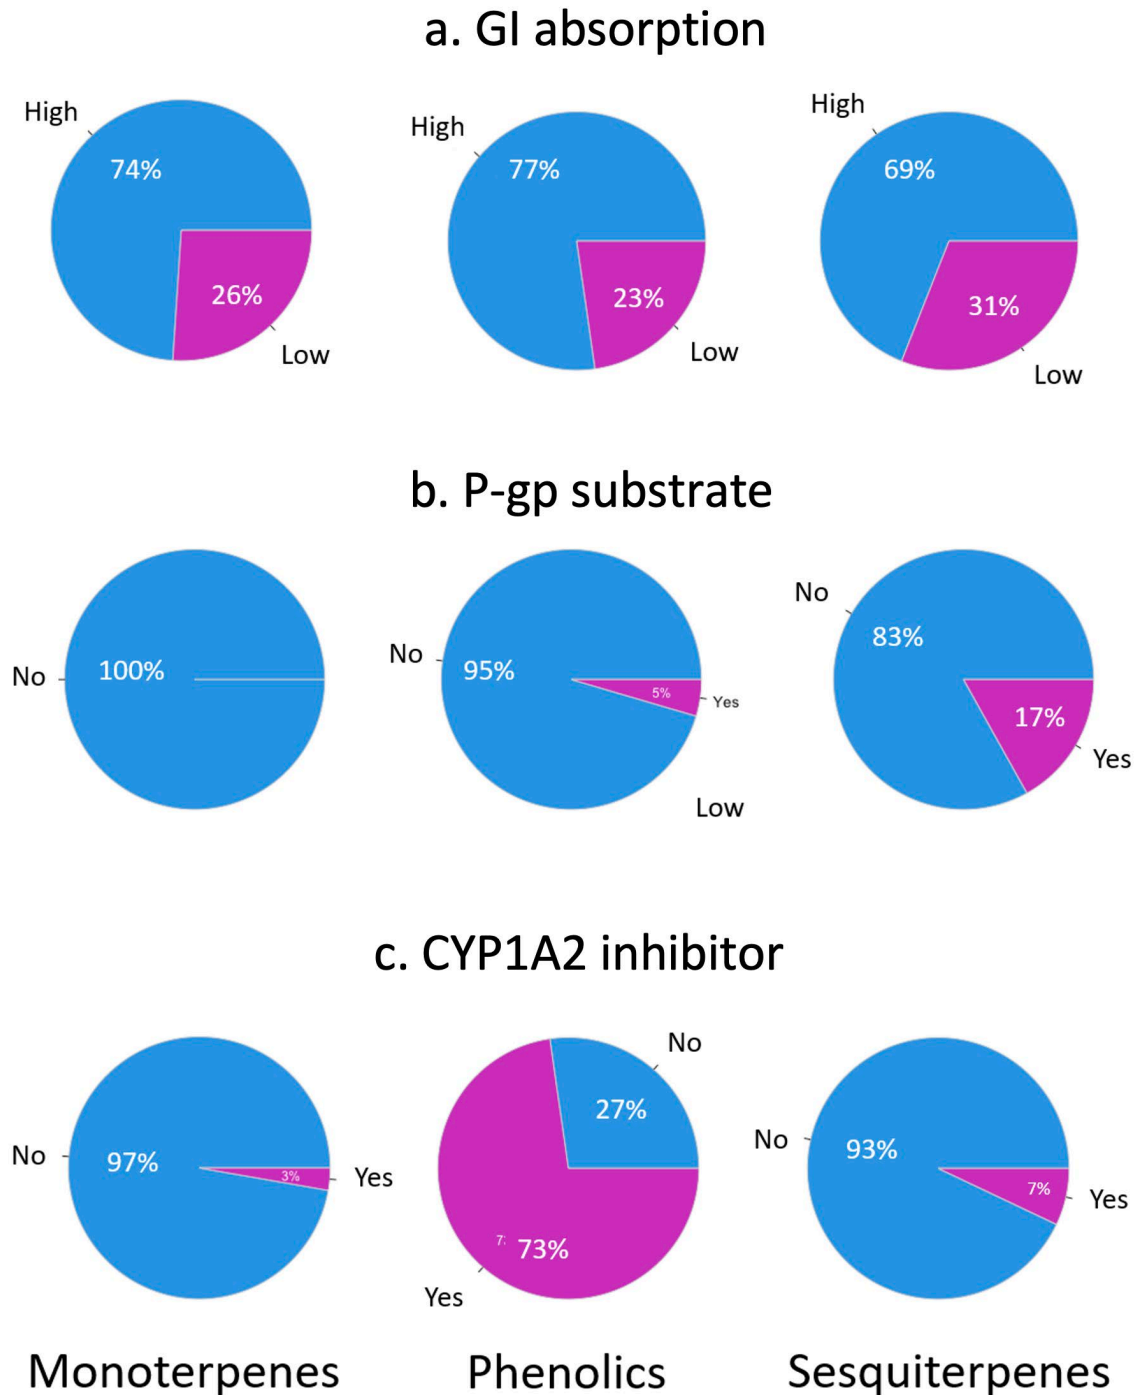 a. GI absorption
High
74%
26%
Low
High
77%
23%
Low
High
69%
31%
Low
b. P-gp substrate
No
100%
No
95%
5%
Yes
Low
No
83%
17%
Yes
c. CYP1A2 inhibitor
No
97%
3%
Yes
No
27%
73%
Yes
No
93%
7%
Yes
Monoterpenes
Phenolics
Sesquiterpenes